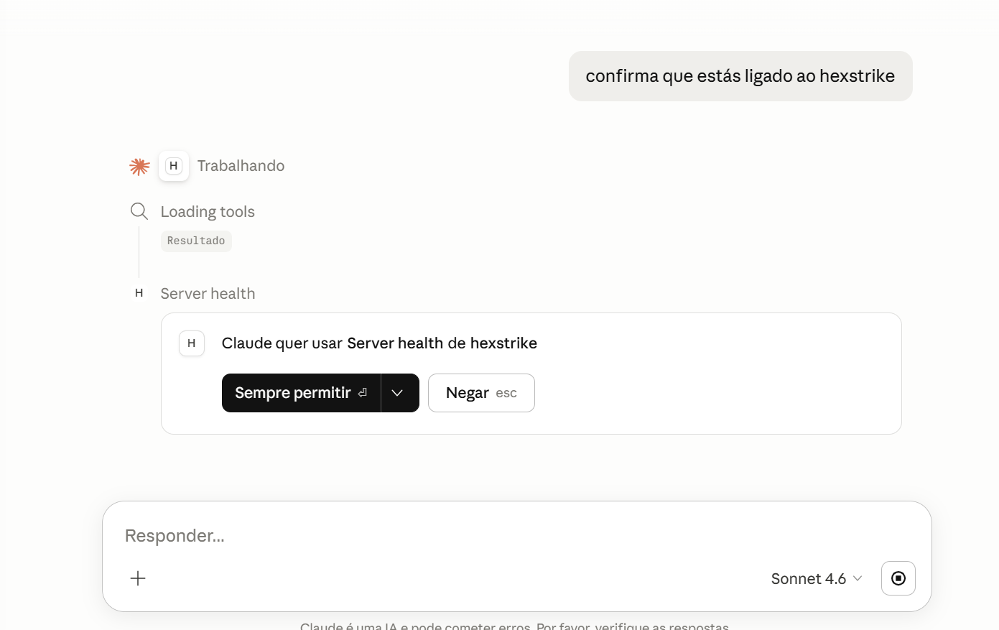 confirma que estás ligado ao hexstrike
H Trabalhando
Loading tools
Resultado
H Server health
H Claude quer usar Server health de hexstrike
Sempre permitir Negar esc
Responder...
Sonnet 4.6
Claude é uma IA e pode cometer erros. Por favor, verifique as respostas.